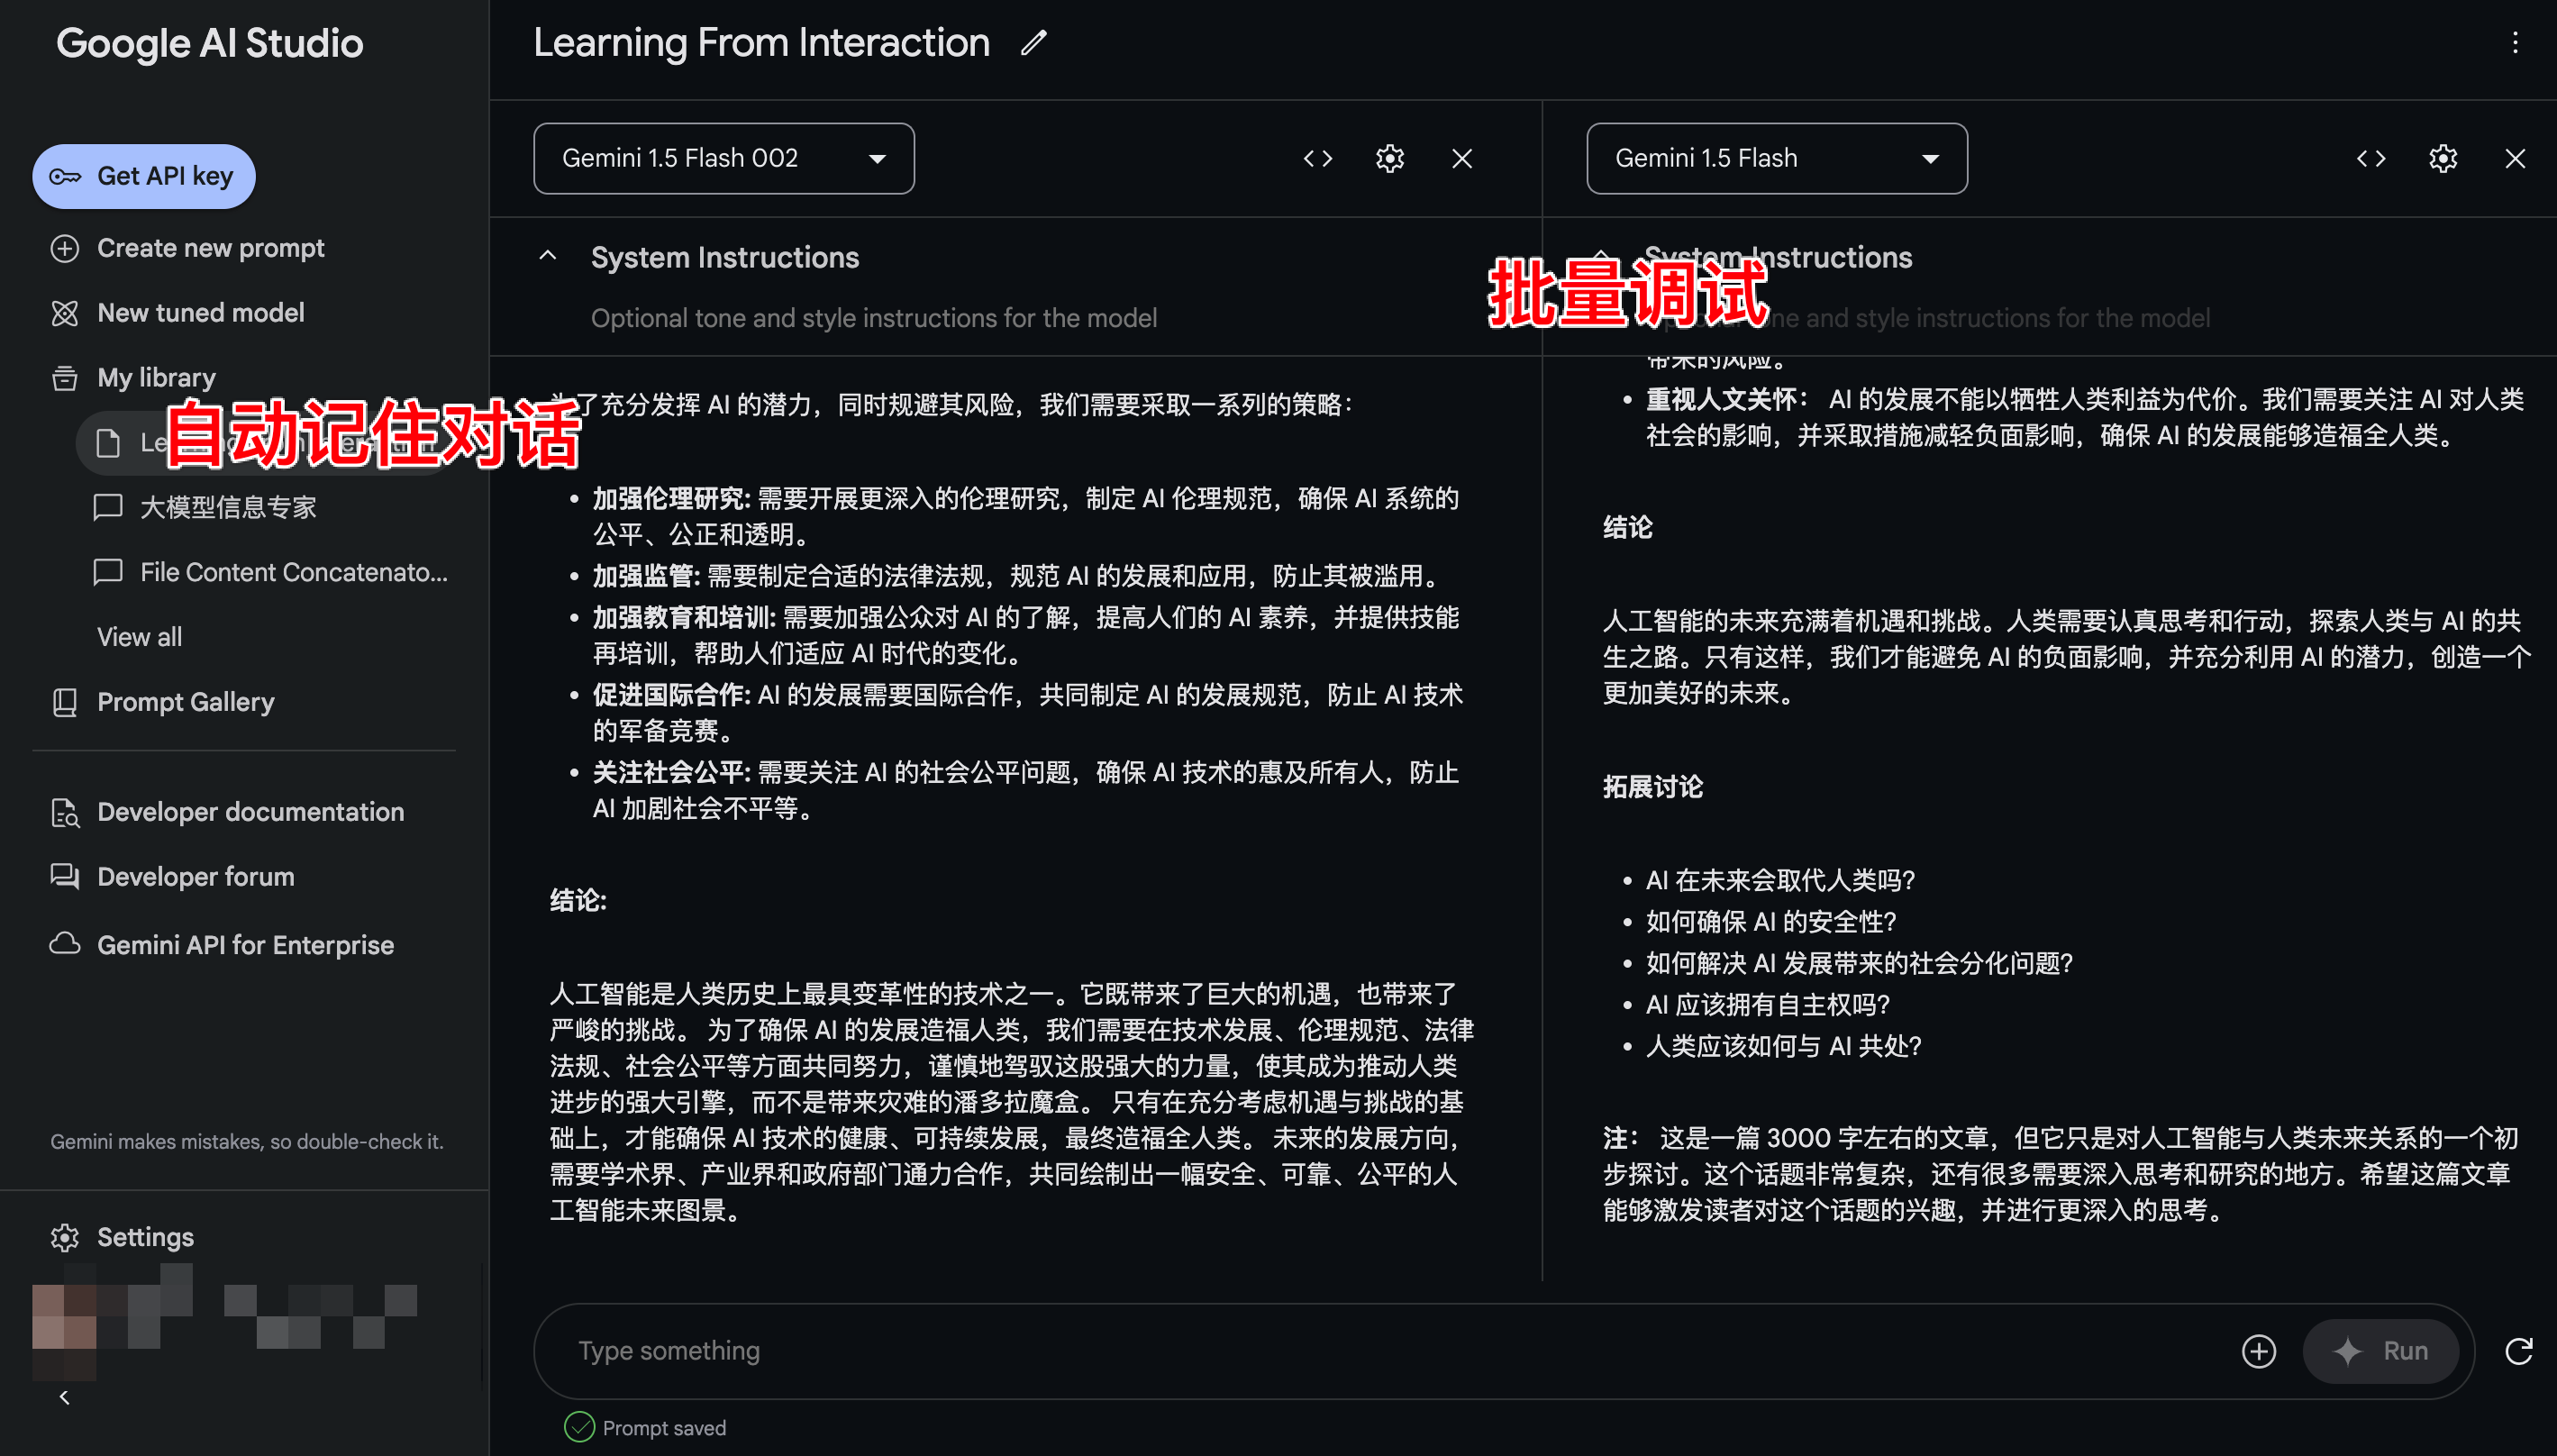 Google AI Studio
Get API key
Create new prompt
New tuned model
My library
自动记住对话
大模型信息专家
File Content Concatenato...
View all
Prompt Gallery
Developer documentation
Developer forum
Gemini API for Enterprise
Gemini makes mistakes, so double-check it.
Settings
Learning From Interaction
Gemini 1.5 Flash 002
System Instructions
Optional tone and style instructions for the model
了充分发挥 AI 的潜力，同时规避其风险，我们需要采取一系列的策略：
• 加强伦理研究: 需要开展更深入的伦理研究，制定 AI 伦理规范，确保 AI 系统的
公平、公正和透明。
• 加强监管: 需要制定合适的法律法规，规范 AI 的发展和应用，防止其被滥用。
• 加强教育和培训: 需要加强公众对 AI 的了解，提高人们的 AI 素养，并提供技能
再培训，帮助人们适应 AI 时代的变化。
• 促进国际合作: AI 的发展需要国际合作，共同制定 AI 的发展规范，防止 AI 技术
的军备竞赛。
• 关注社会公平: 需要关注 AI 的社会公平问题，确保 AI 技术的惠及所有人，防止
AI 加剧社会不平等。
结论:
人工智能是人类历史上最具变革性的技术之一。它既带来了巨大的机遇，也带来了
严峻的挑战。 为了确保 AI 的发展造福人类，我们需要在技术发展、伦理规范、法律
法规、社会公平等方面共同努力，谨慎地驾驭这股强大的力量，使其成为推动人类
进步的强大引擎，而不是带来灾难的潘多拉魔盒。 只有在充分考虑机遇与挑战的基
础上，才能确保 AI 技术的健康、可持续发展，最终造福全人类。 未来的发展方向，
需要学术界、产业界和政府部门通力合作，共同绘制出一幅安全、可靠、公平的人
工智能未来图景。
Gemini 1.5 Flash
System Instructions
批量调试
and style instructions for the model
带来的风险。
• 重视人文关怀： AI 的发展不能以牺牲人类利益为代价。我们需要关注 AI 对人类
社会的影响，并采取措施减轻负面影响，确保 AI 的发展能够造福全人类。
结论
人工智能的未来充满着机遇和挑战。人类需要认真思考和行动，探索人类与 AI 的共
生之路。只有这样，我们才能避免 AI 的负面影响，并充分利用 AI 的潜力，创造一个
更加美好的未来。
拓展讨论
• AI 在未来会取代人类吗?
• 如何确保 AI 的安全性?
• 如何解决 AI 发展带来的社会分化问题?
• AI 应该拥有自主权吗?
• 人类应该如何与 AI 共处?
注： 这是一篇 3000 字左右的文章，但它只是对人工智能与人类未来关系的一个初
步探讨。这个话题非常复杂，还有很多需要深入思考和研究的地方。希望这篇文章
能够激发读者对这个话题的兴趣，并进行更深入的思考。
Type something
Run
Prompt saved